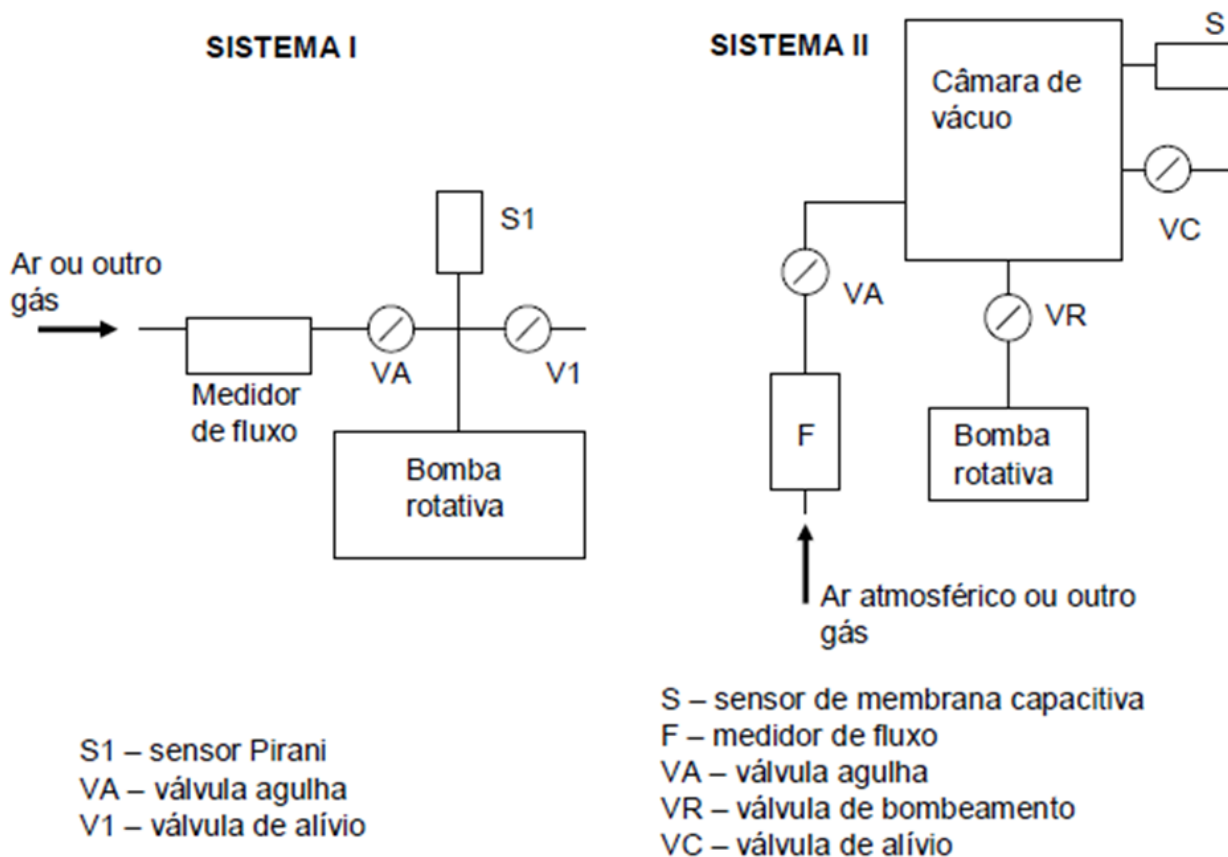 SISTEMA I
Ar ou outro
gás
S1
VA
V1
Medidor
de fluxo
Bomba
rotativa
S1 – sensor Pirani
VA – válvula agulha
V1 – válvula de alívio
SISTEMA II
S
Câmara de
vácuo
VC
VA
VR
F
Bomba
rotativa
Ar atmosférico ou outro
gás
S – sensor de membrana capacitiva
F – medidor de fluxo
VA – válvula agulha
VR – válvula de bombeamento
VC – válvula de alívio